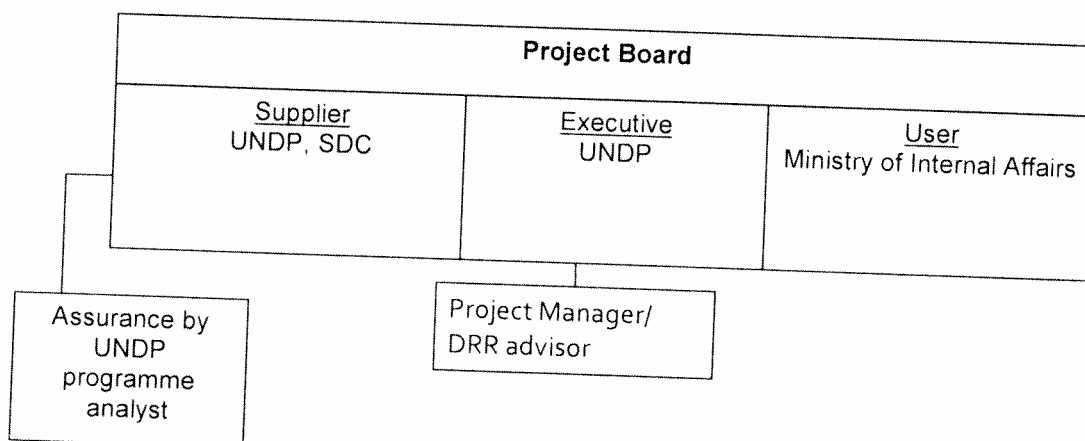 Project Board
Supplier
UNDP, SDC
Executive
UNDP
User
Ministry of Internal Affairs
Assurance by
UNDP
programme
analyst
Project Manager/
DRR advisor